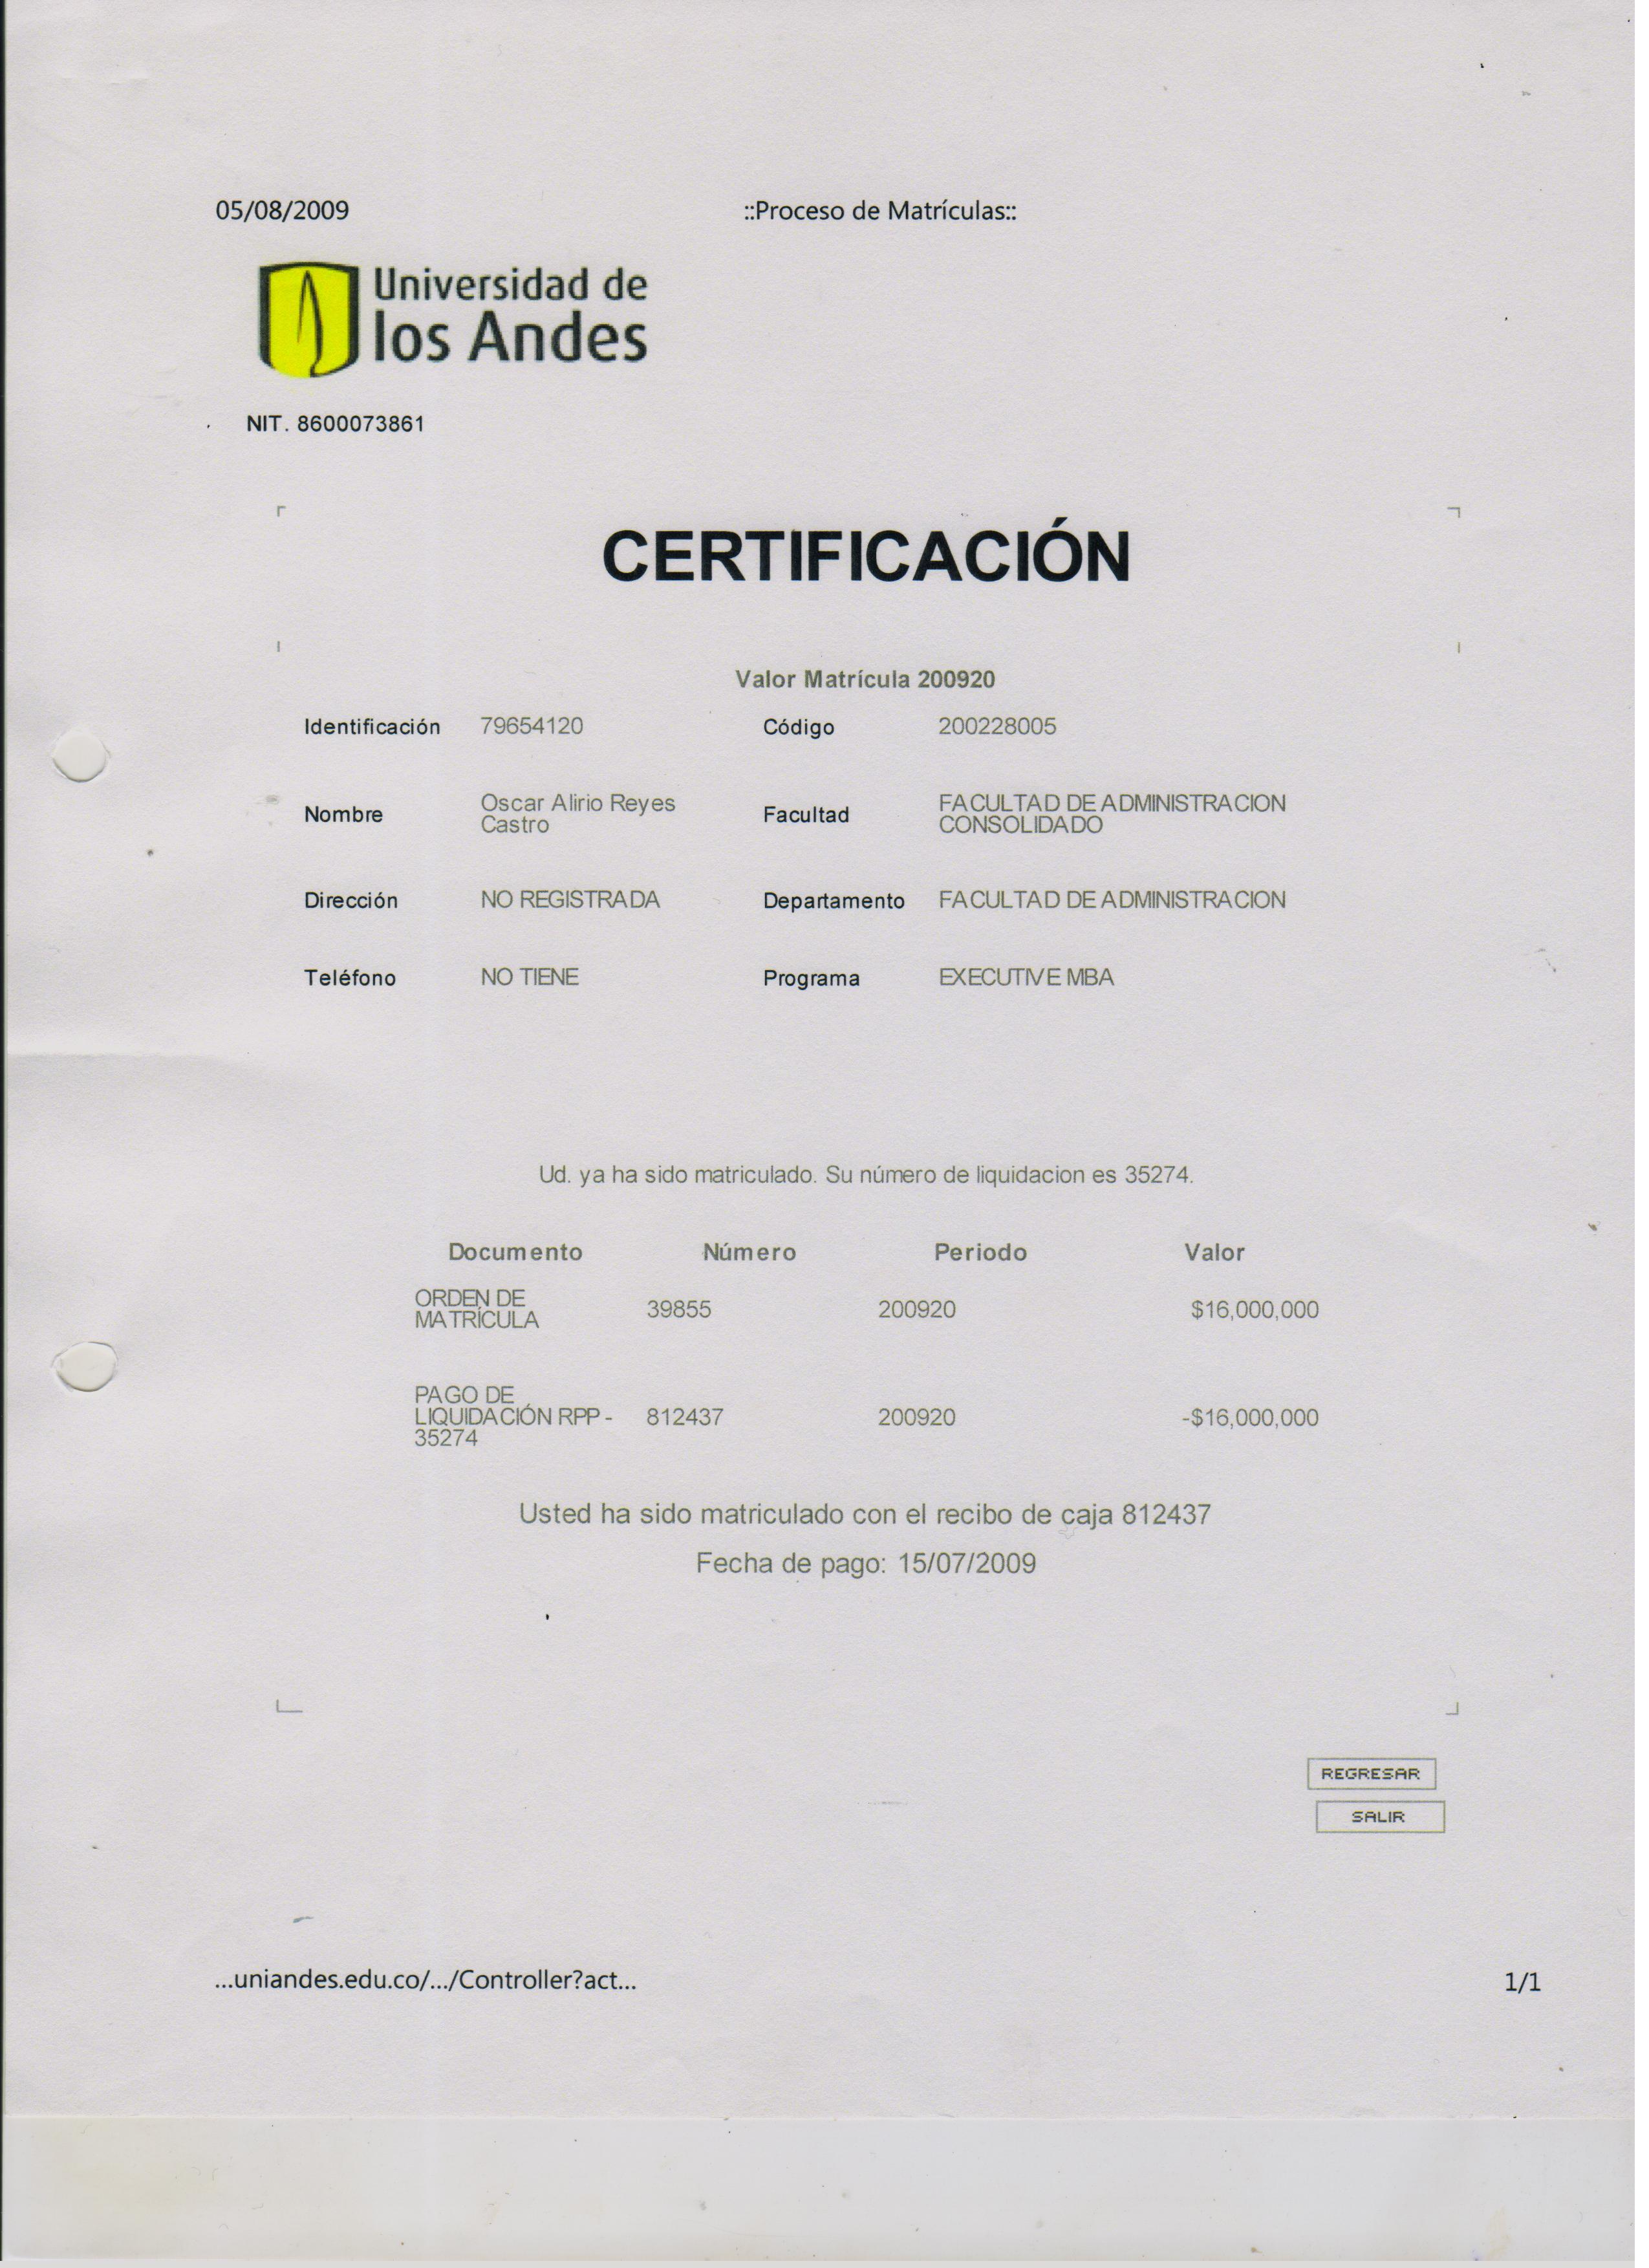 05/08/2009 ::Proceso de Matrículas::
Universidad de
los Andes
NIT. 8600073861
CERTIFICACIÓN
Valor Matrícula 200920
Identificación 79654120 Código 200228005
Nombre Oscar Alirio Reyes Castro Facultad FACULTAD DE ADMINISTRACION CONSOLIDADO
Dirección NO REGISTRADA Departamento FACULTAD DE ADMINISTRACION
Teléfono NO TIENE Programa EXECUTIVE MBA
Ud. ya ha sido matriculado. Su número de liquidacion es 35274.
Documento Número Periodo Valor
ORDEN DE MATRÍCULA 39855 200920 $16,000,000
PAGO DE LIQUIDACIÓN RPP - 35274 812437 200920 -$16,000,000
Usted ha sido matriculado con el recibo de caja 812437
Fecha de pago: 15/07/2009
REGRESAR
SALIR
...uniandes.edu.co/.../Controller?act... 1/1